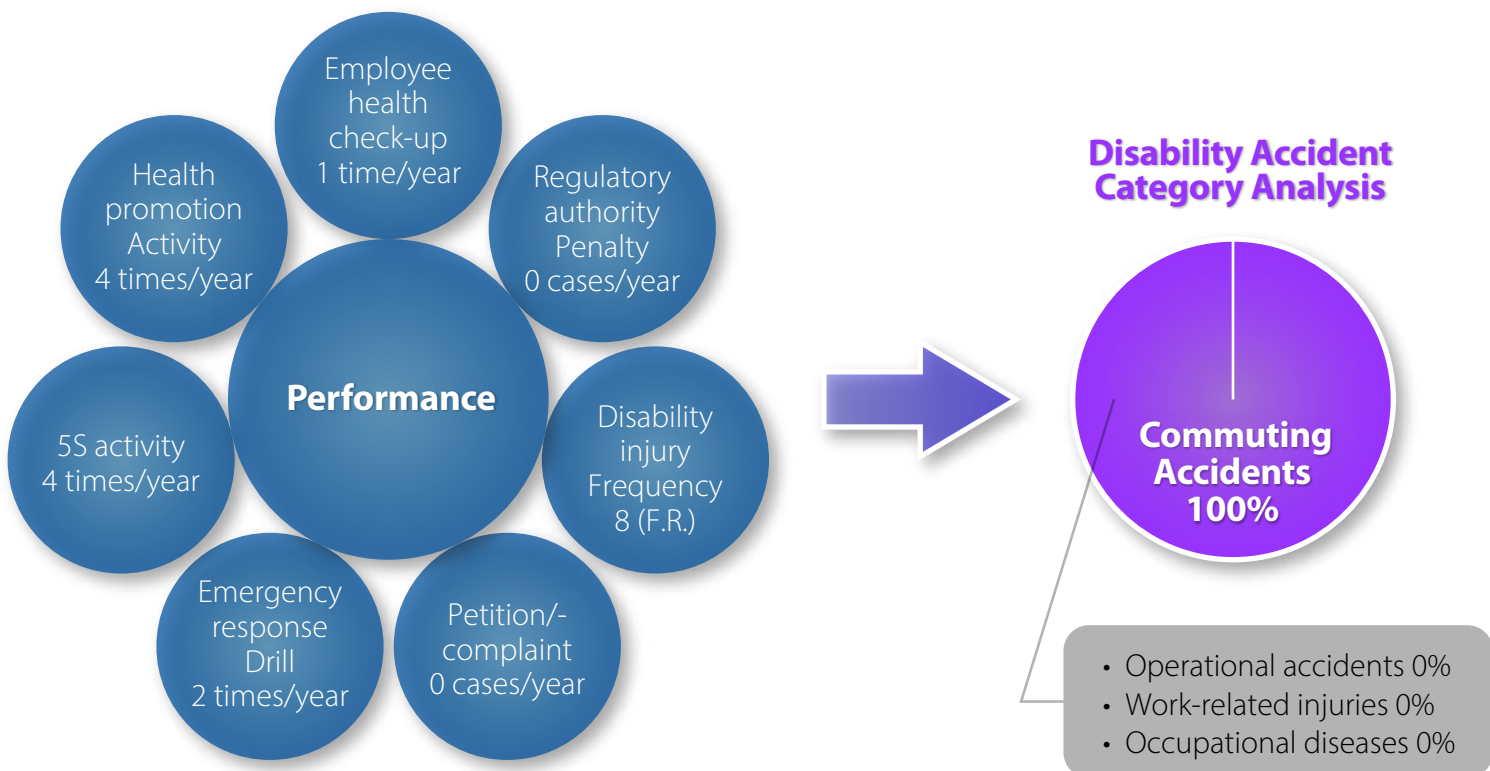 Employee
health
check-up
1 time/year
Health
promotion
Activity
4 times/year
Regulatory
authority
Penalty
0 cases/year
Performance
5S activity
4 times/year
Disability
injury
Frequency
8 (F.R.)
Emergency
response
Drill
2 times/year
Petition/-
complaint
0 cases/year
Disability Accident
Category Analysis
Commuting
Accidents
100%
• Operational accidents 0%
• Work-related injuries 0%
• Occupational diseases 0%